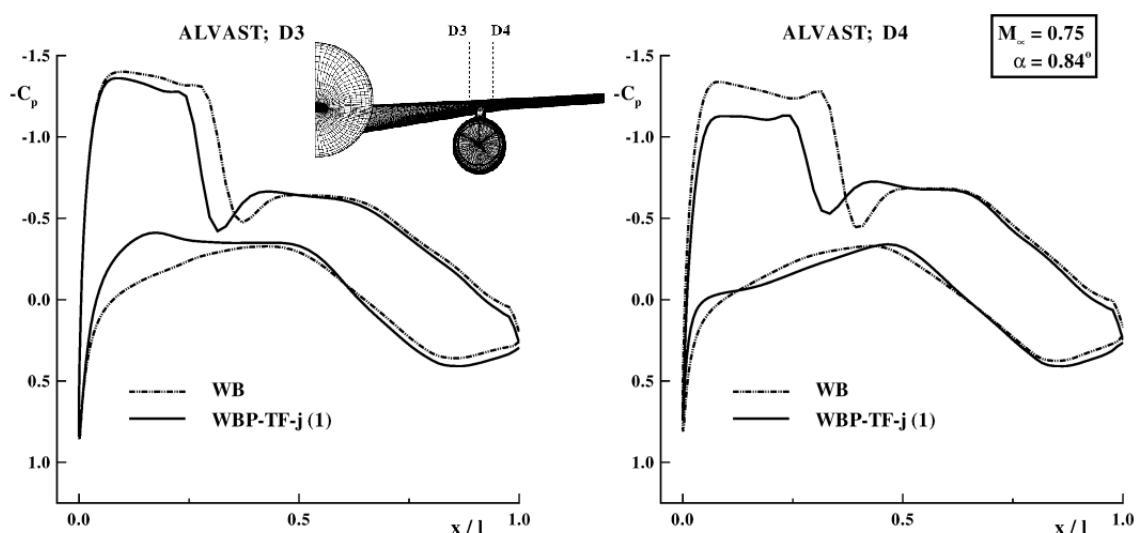 ALVAST; D3
D3 D4
-1.5
-Cp
-1.0
-0.5
0.0
0.5
1.0
WB
WBP-TF-j (1)
0.0 0.5 x / l 1.0
ALVAST; D4
M∞ = 0.75
α = 0.84°
-1.5
-Cp
-1.0
-0.5
0.0
0.5
1.0
WB
WBP-TF-j (1)
0.0 0.5 x / l 1.0